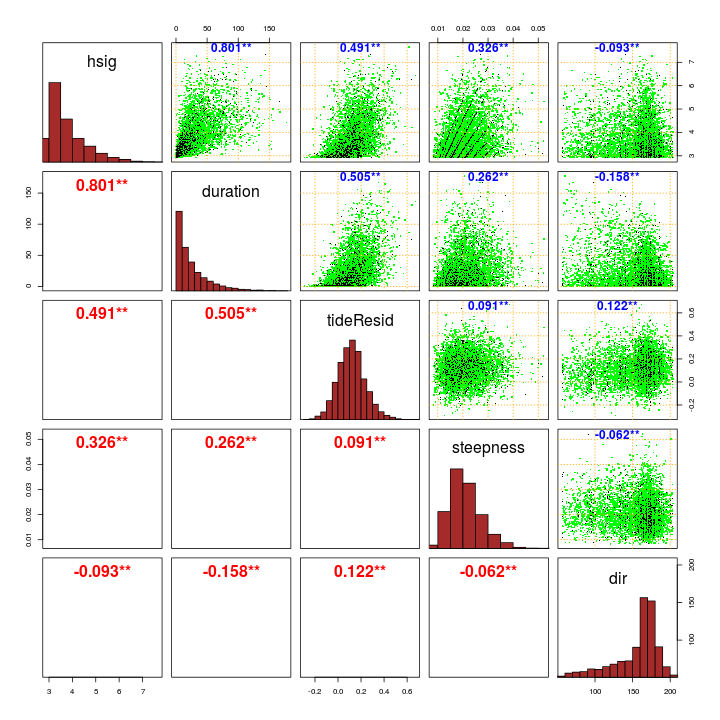 0 50 100 150 0.01 0.02 0.03 0.04 0.05
hsig 0.801** 0.491** 0.326** -0.093**
3 4 5 6 7
0.801** duration 0.505** 0.262** -0.158**
0 50 100 150
0.491** 0.505** tideResid 0.091** 0.122**
-0.2 0.0 0.2 0.4 0.6
0.326** 0.262** 0.091** steepness -0.062**
0.01 0.02 0.03 0.04 0.05
-0.093** -0.158** 0.122** -0.062** dir
100 150 200
3 4 5 6 7 -0.2 0.0 0.2 0.4 0.6 100 150 200